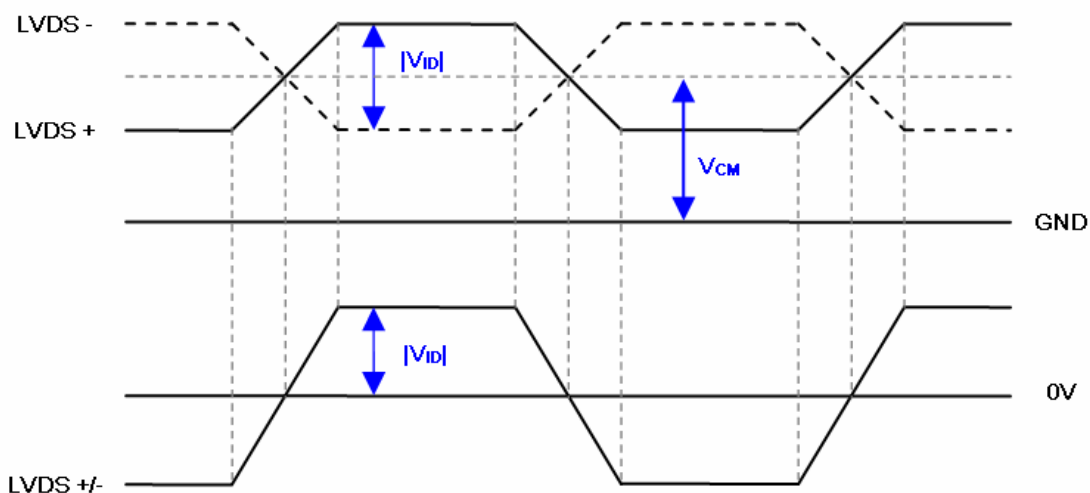 LVDS -
|VID|
LVDS +
VCM
GND
|VID|
0V
LVDS +/-